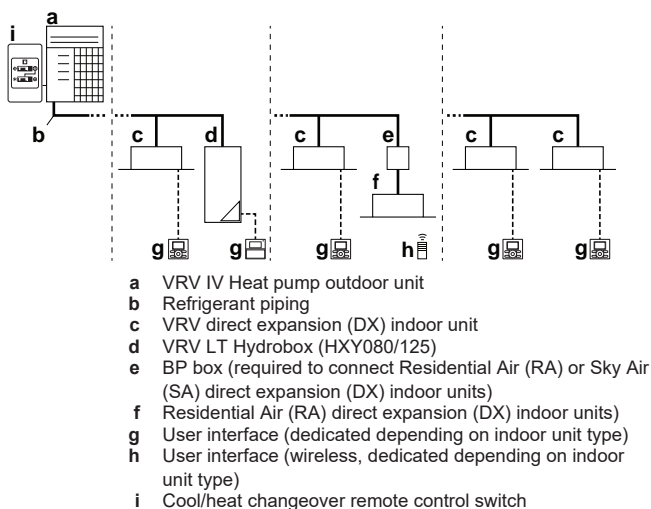 a
i
b
c d c e c c
f
g g g h g g
a VRV IV Heat pump outdoor unit
b Refrigerant piping
c VRV direct expansion (DX) indoor unit
d VRV LT Hydrobox (HXY080/125)
e BP box (required to connect Residential Air (RA) or Sky Air
(SA) direct expansion (DX) indoor units)
f Residential Air (RA) direct expansion (DX) indoor units)
g User interface (dedicated depending on indoor unit type)
h User interface (wireless, dedicated depending on indoor
unit type)
i Cool/heat changeover remote control switch